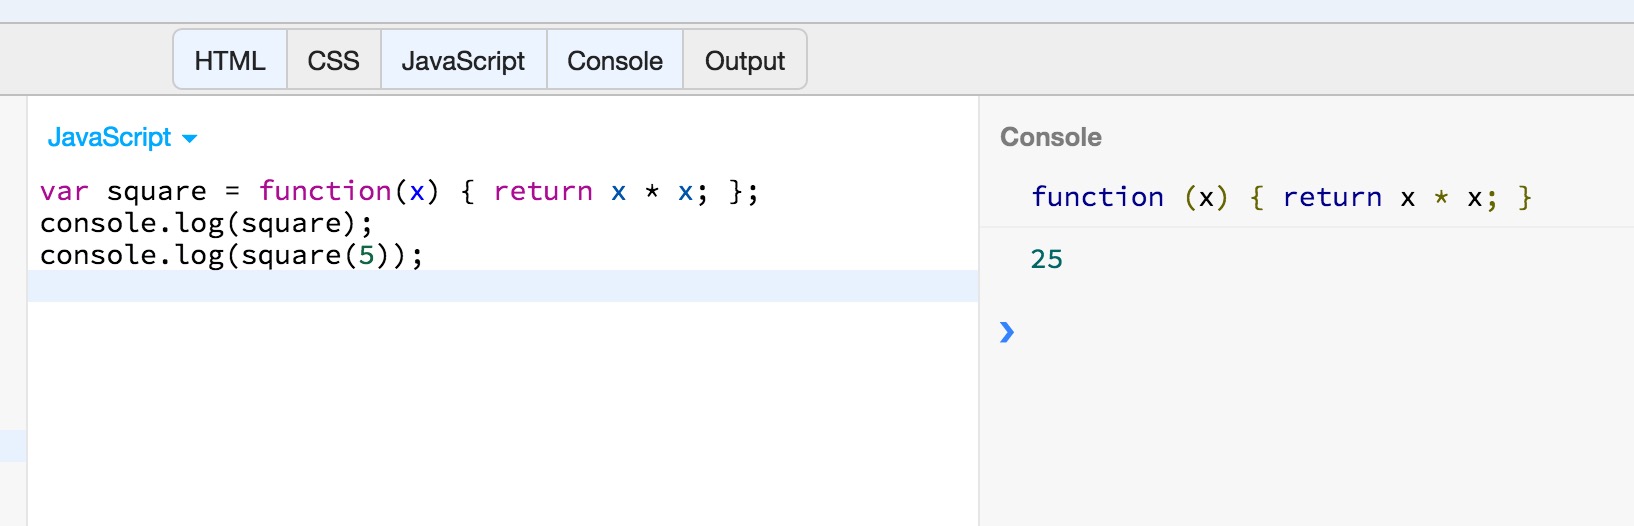 HTML CSS JavaScript Console Output
JavaScript
var square = function(x) { return x * x; };
console.log(square);
console.log(square(5));
Console
function (x) { return x * x; }
25